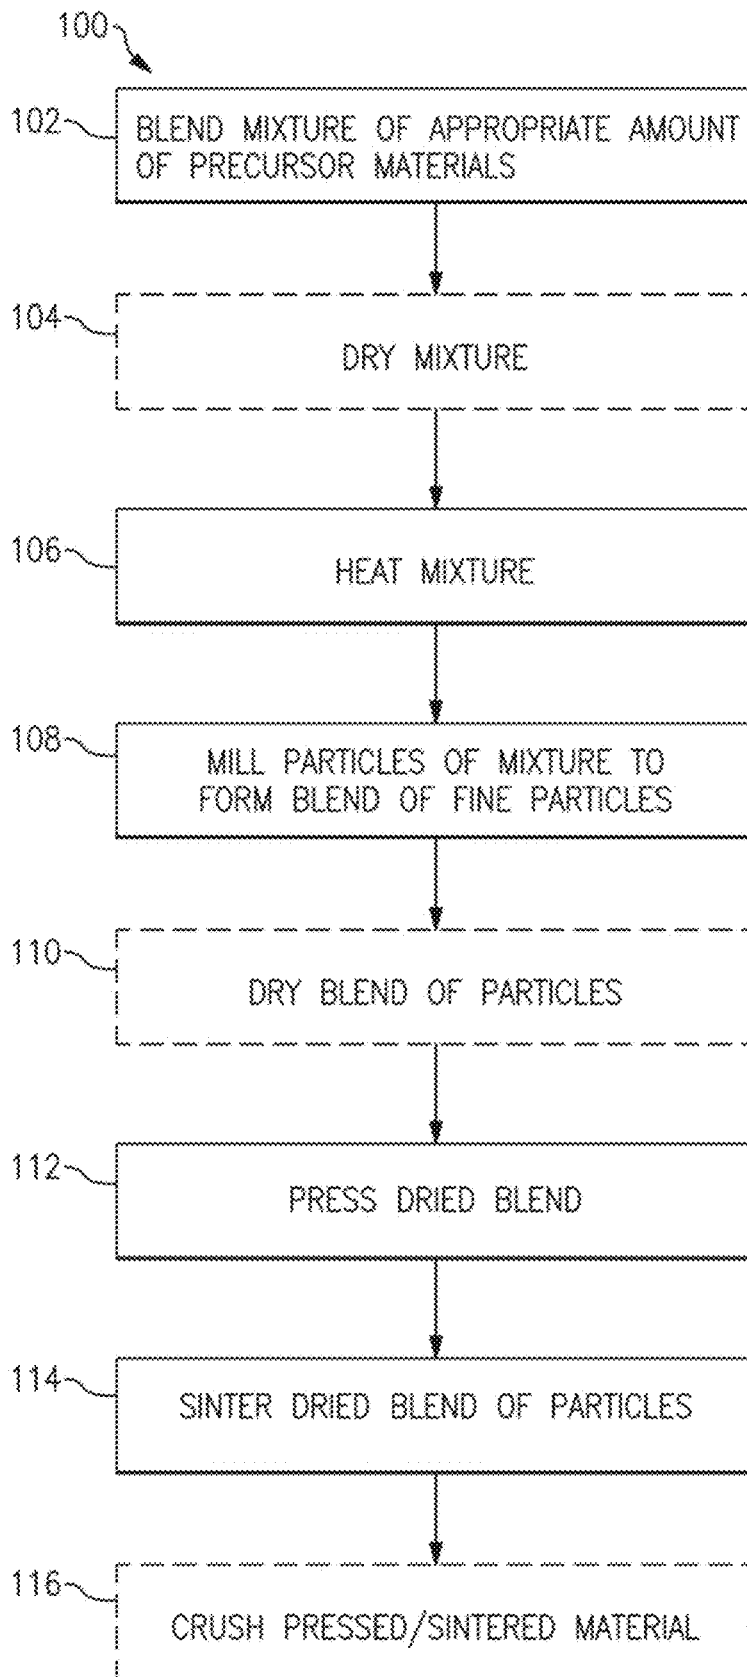 100
102
BLEND MIXTURE OF APPROPRIATE AMOUNT
OF PRECURSOR MATERIALS
104
DRY MIXTURE
106
HEAT MIXTURE
108
MILL PARTICLES OF MIXTURE TO
FORM BLEND OF FINE PARTICLES
110
DRY BLEND OF PARTICLES
112
PRESS DRIED BLEND
114
SINTER DRIED BLEND OF PARTICLES
116
CRUSH PRESSED/SINTERED MATERIAL